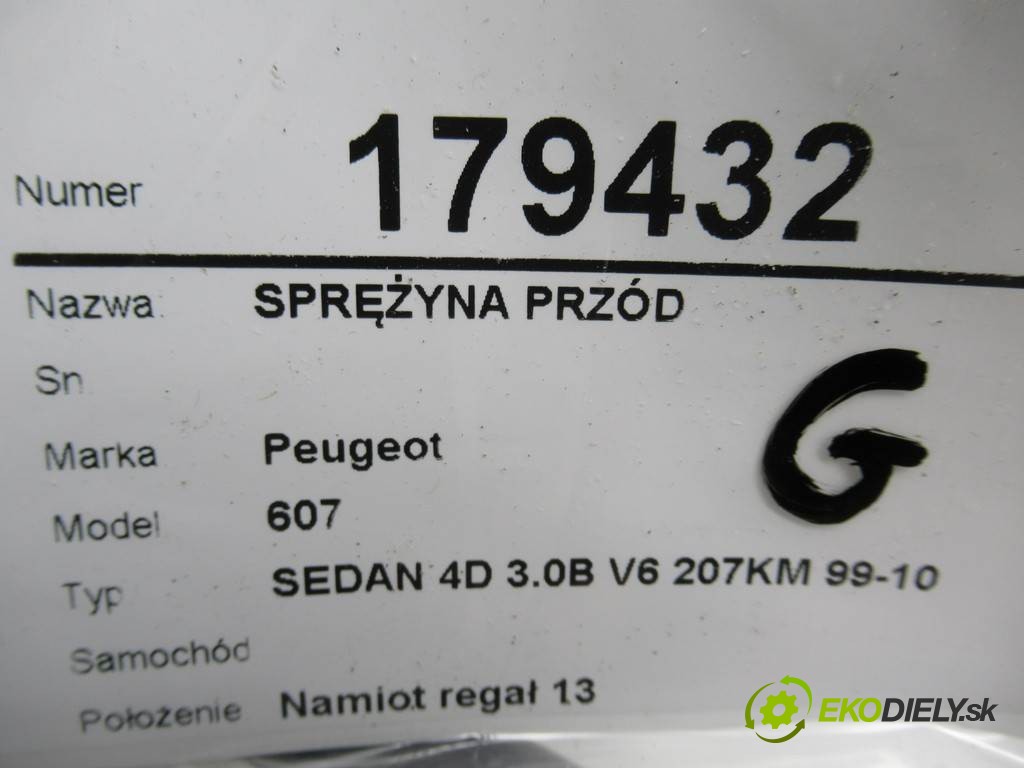 Numer 179432
Nazwa SPRĘŻYNA PRZÓD
Sn
G
Marka Peugeot
Model 607
Typ SEDAN 4D 3.0B V6 207KM 99-10
Samochód
Położenie Namiot regał 13
EKODIELY.sk